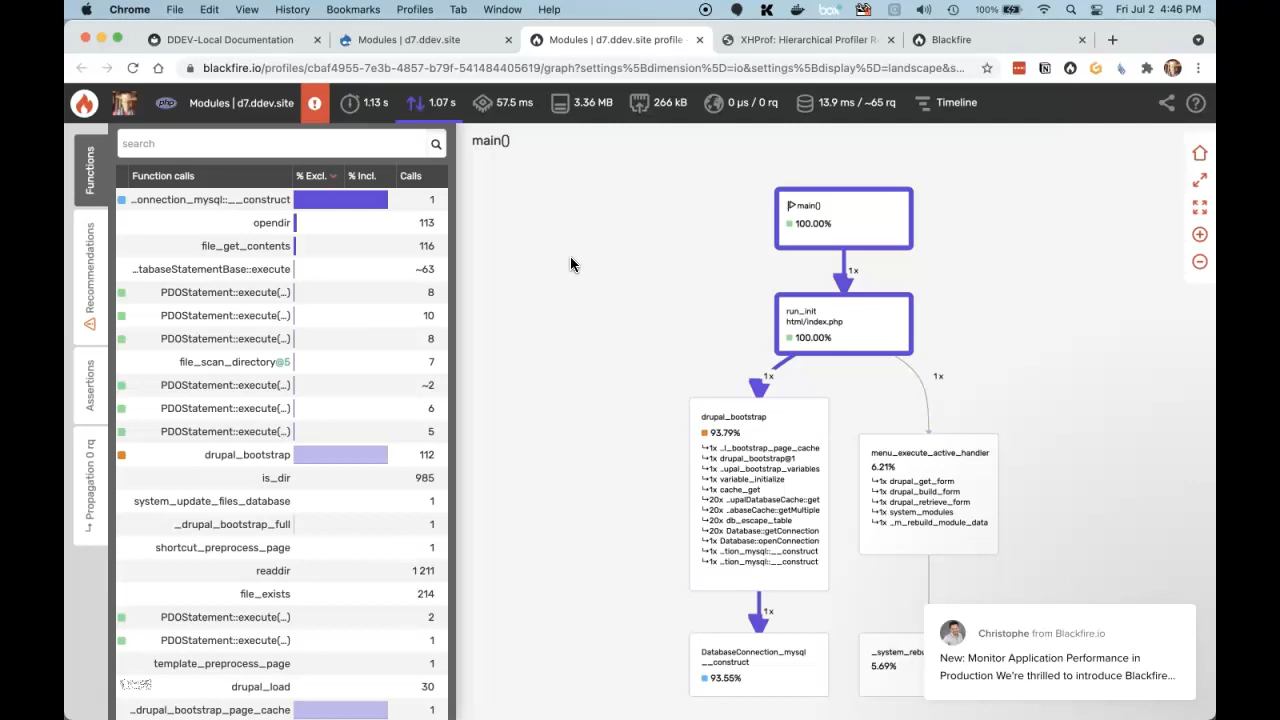 Chrome File Edit View History Bookmarks Profiles Tab Window Help box 100% Fri Jul 2 4:46 PM
DDEV-Local Documentation × Modules | d7.ddev.site × Modules | d7.ddev.site profile - × XHProf: Hierarchical Profiler R × Blackfire × +
blackfire.io/profiles/cbaf4955-7e3b-4857-b79f-541484405619/graph?settings%5Bdimension%5D=io&settings%5Bdisplay%5D=landscape&s...
php Modules | d7.ddev.site 1.13 s 1.07 s 57.5 ms 3.36 MB 266 kB 0 µs / 0 rq 13.9 ms / ~65 rq Timeline
Functions
Recommendations
Assertions
Propagation 0 rq
search
Function calls % Excl. % Incl. Calls
…onnection_mysql::__construct 1
opendir 113
file_get_contents 116
…tabaseStatementBase::execute ~63
PDOStatement::execute(…) 8
PDOStatement::execute(…) 10
PDOStatement::execute(…) 8
file_scan_directory@5 7
PDOStatement::execute(…) ~2
PDOStatement::execute(…) 6
PDOStatement::execute(…) 5
drupal_bootstrap 112
is_dir 985
system_update_files_database 1
_drupal_bootstrap_full 1
shortcut_preprocess_page 1
readdir 1 211
file_exists 214
PDOStatement::execute(…) 2
PDOStatement::execute(…) 1
template_preprocess_page 1
drupal_load 30
…drupal_bootstrap_page_cache 1
main()
main()
100.00%
1x
run_init
html/index.php
100.00%
1x
1x
drupal_bootstrap
93.79%
↳1x …l_bootstrap_page_cache
↳1x drupal_bootstrap@1
↳1x …upal_bootstrap_variables
↳1x variable_initialize
↳1x cache_get
↳20x …upalDatabaseCache::get
↳20x …abaseCache::getMultiple
↳20x db_escape_table
↳20x Database::getConnection
↳1x Database::openConnection
↳1x …tion_mysql::__construct
↳1x …tion_mysql::__construct
menu_execute_active_handler
6.21%
↳1x drupal_get_form
↳1x drupal_build_form
↳1x drupal_retrieve_form
↳1x system_modules
↳1x …m_rebuild_module_data
1x
DatabaseConnection_mysql
__construct
93.55%
_system_rebu
5.69%
Christophe from Blackfire.io
New: Monitor Application Performance in
Production We're thrilled to introduce Blackfire...